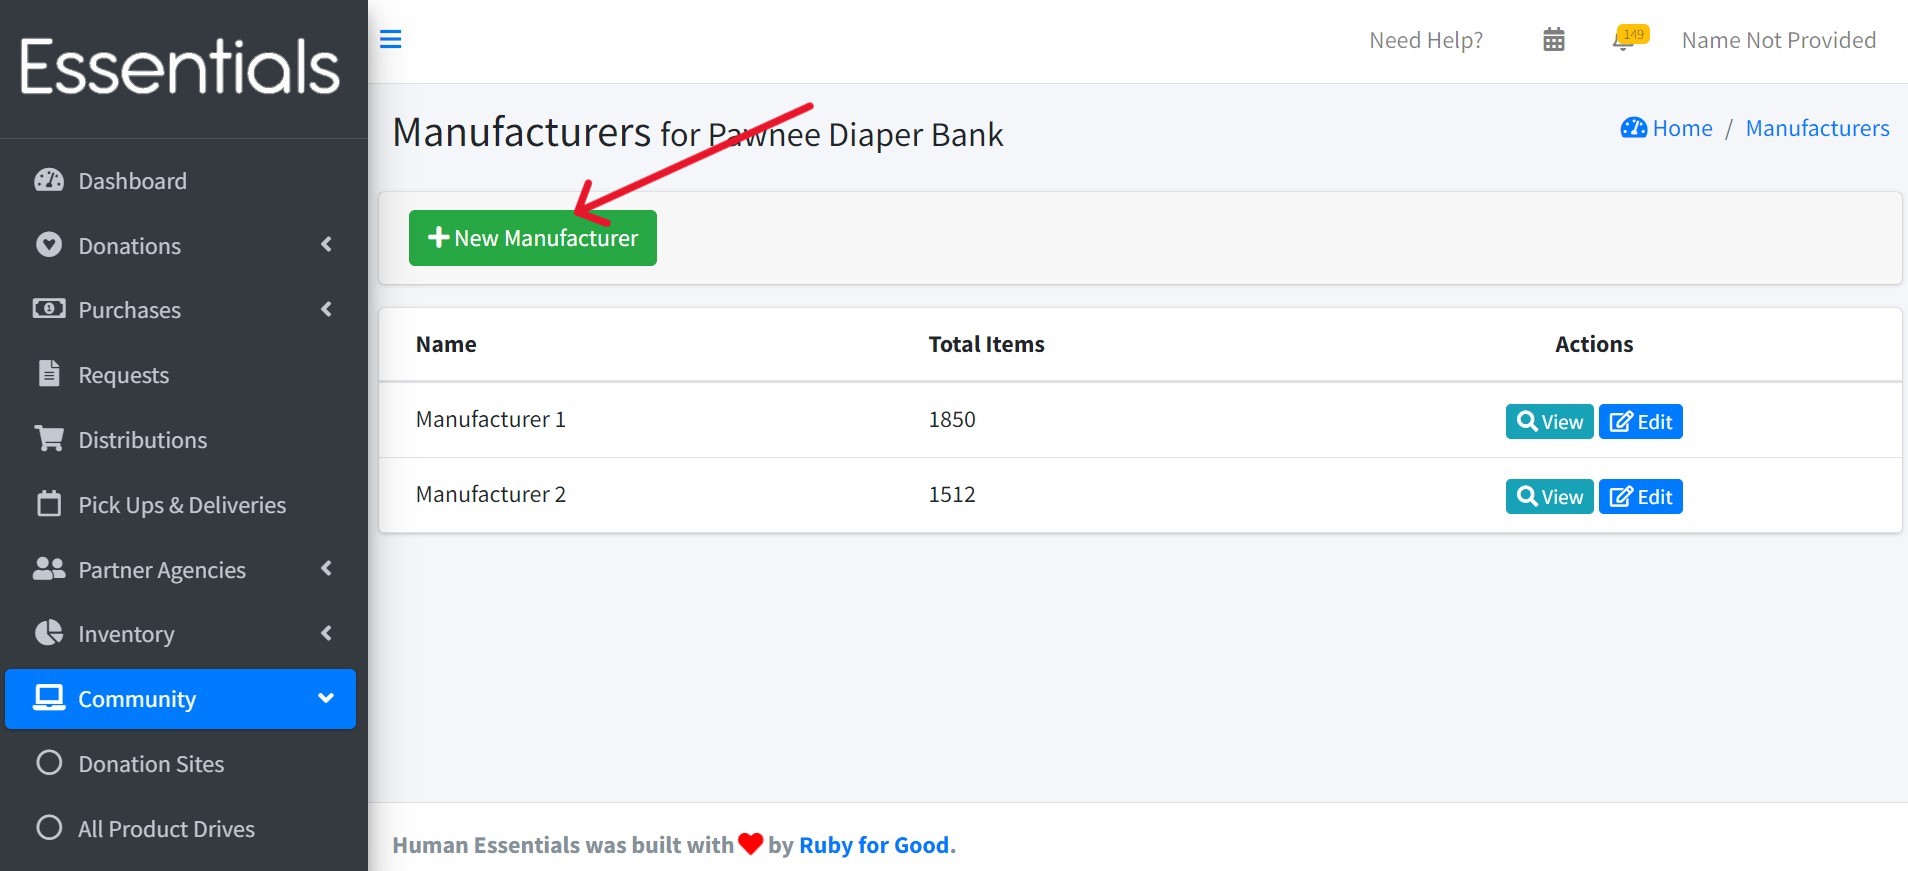 Essentials
Need Help?
149
Name Not Provided
Manufacturers for Pawnee Diaper Bank
Home / Manufacturers
Dashboard
Donations
Purchases
Requests
Distributions
Pick Ups & Deliveries
Partner Agencies
Inventory
Community
Donation Sites
All Product Drives
New Manufacturer
Name Total Items Actions
Manufacturer 1 1850 View Edit
Manufacturer 2 1512 View Edit
Human Essentials was built with ❤ by Ruby for Good.